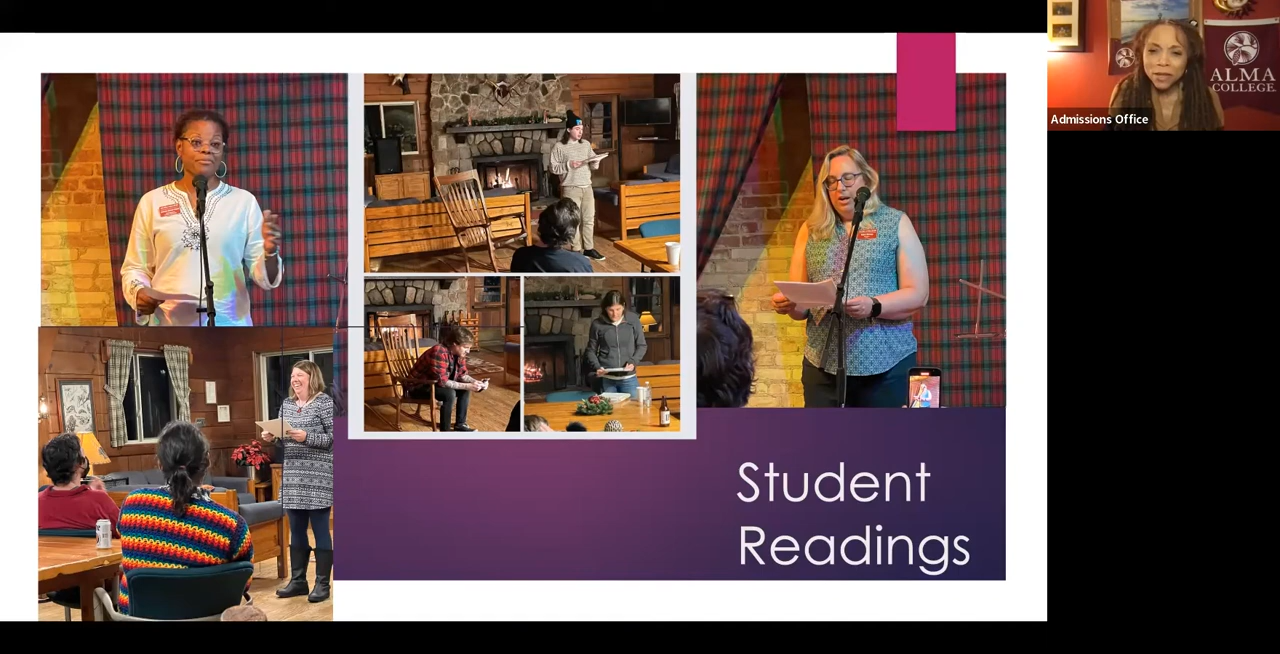 Student
Readings
ALMA
COLLEGE
Admissions Office